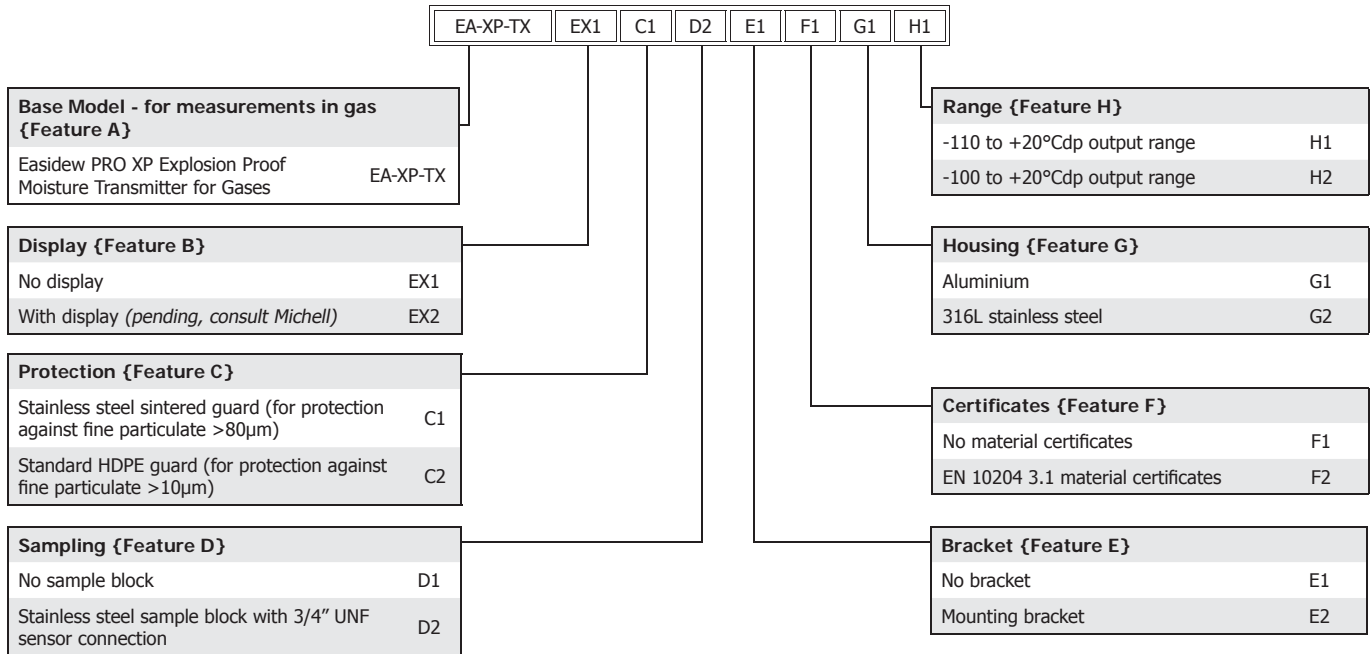 EA-XP-TX EX1 C1 D2 E1 F1 G1 H1
Base Model - for measurements in gas
{Feature A}
Easidew PRO XP Explosion Proof
Moisture Transmitter for Gases EA-XP-TX
Display {Feature B}
No display EX1
With display (pending, consult Michell) EX2
Protection {Feature C}
Stainless steel sintered guard (for protection
against fine particulate >80µm) C1
Standard HDPE guard (for protection against
fine particulate >10µm) C2
Sampling {Feature D}
No sample block D1
Stainless steel sample block with 3/4″ UNF
sensor connection D2
Range {Feature H}
-110 to +20°Cdp output range H1
-100 to +20°Cdp output range H2
Housing {Feature G}
Aluminium G1
316L stainless steel G2
Certificates {Feature F}
No material certificates F1
EN 10204 3.1 material certificates F2
Bracket {Feature E}
No bracket E1
Mounting bracket E2